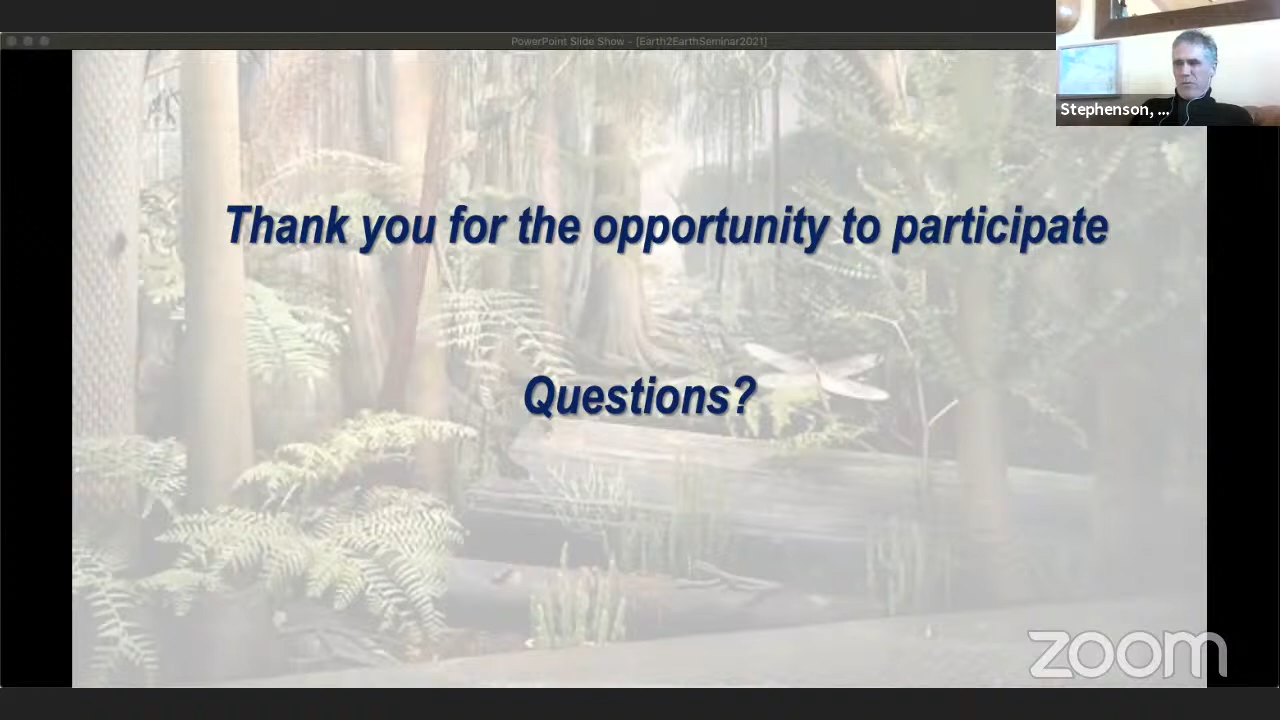 PowerPoint Slide Show - [Earth2EarthSeminar2021]
Stephenson, ...
Thank you for the opportunity to participate
Questions?
zoom